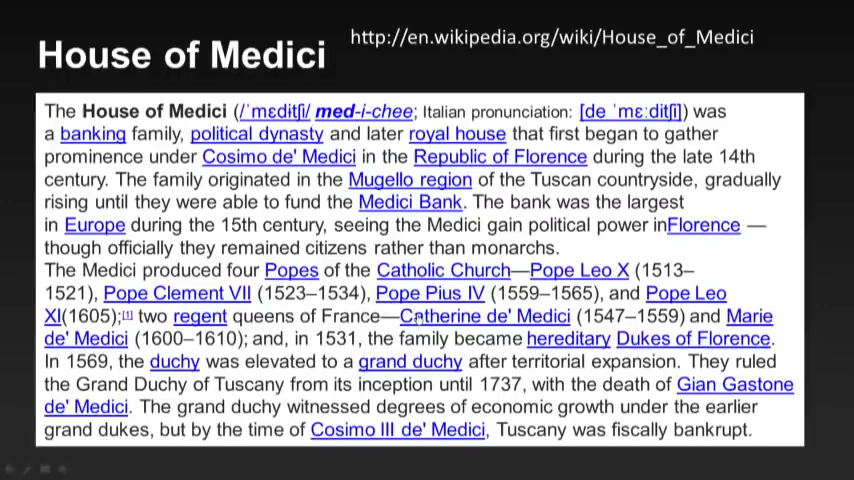 House of Medici
http://en.wikipedia.org/wiki/House_of_Medici
The House of Medici (/ˈmɛdɨtʃi/ med-i-chee; Italian pronunciation: [de ˈmɛːditʃi]) was
a banking family, political dynasty and later royal house that first began to gather
prominence under Cosimo de' Medici in the Republic of Florence during the late 14th
century. The family originated in the Mugello region of the Tuscan countryside, gradually
rising until they were able to fund the Medici Bank. The bank was the largest
in Europe during the 15th century, seeing the Medici gain political power inFlorence —
though officially they remained citizens rather than monarchs.
The Medici produced four Popes of the Catholic Church—Pope Leo X (1513–
1521), Pope Clement VII (1523–1534), Pope Pius IV (1559–1565), and Pope Leo
XI(1605);[1] two regent queens of France—Catherine de' Medici (1547–1559) and Marie
de' Medici (1600–1610); and, in 1531, the family became hereditary Dukes of Florence.
In 1569, the duchy was elevated to a grand duchy after territorial expansion. They ruled
the Grand Duchy of Tuscany from its inception until 1737, with the death of Gian Gastone
de' Medici. The grand duchy witnessed degrees of economic growth under the earlier
grand dukes, but by the time of Cosimo III de' Medici, Tuscany was fiscally bankrupt.